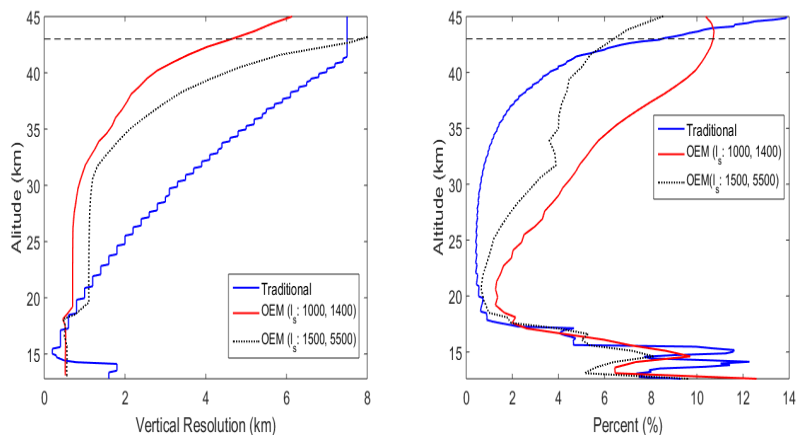 45
40
35
30
25
20
15
Alitude (km)
0
2
4
6
8
Vertical Resolution (km)
Traditional
OEM (ls: 1000, 1400)
OEM (ls: 1500, 5500)
45
40
35
30
25
20
15
Altitude (km)
0
2
4
6
8
10
12
14
Percent (%)
Traditional
OEM (ls: 1000, 1400)
OEM(ls: 1500, 5500)